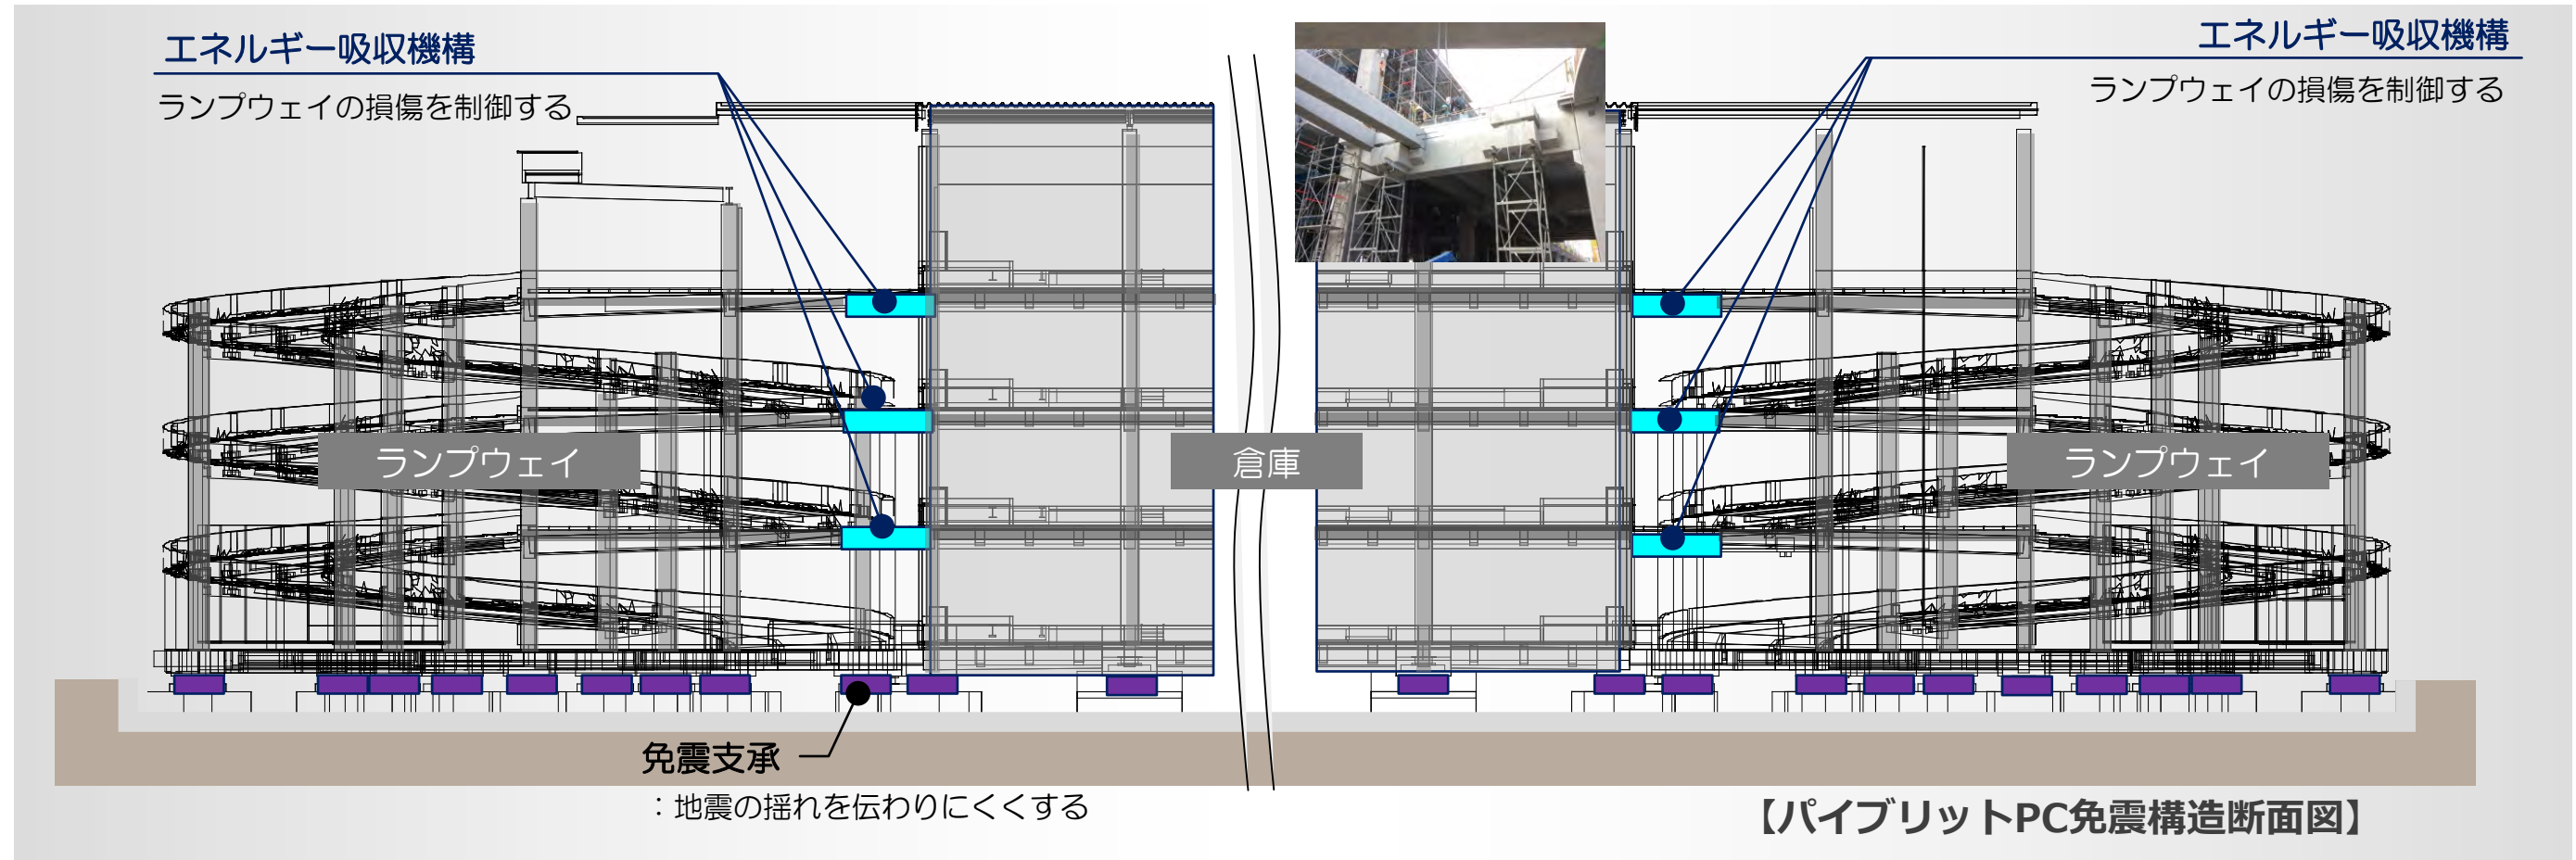 エネルギー吸収機構
ランプウェイの損傷を制御する
エネルギー吸収機構
ランプウェイの損傷を制御する
ランプウェイ
倉庫
ランプウェイ
免震支承
：地震の揺れを伝わりにくくする
【パイブリットPC免震構造断面図】